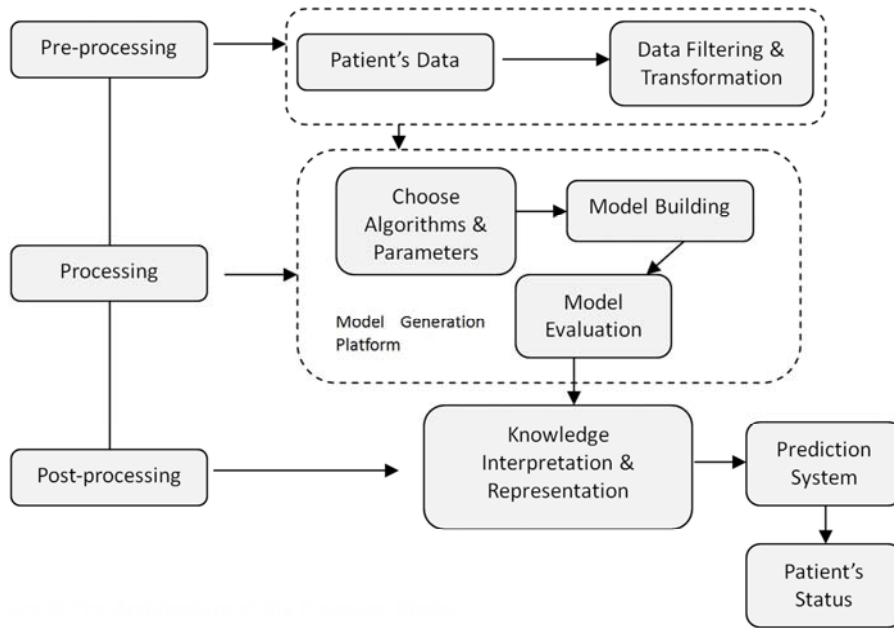 Pre-processing
Patient's Data
Data Filtering &
Transformation
Choose
Algorithms &
Parameters
Model Building
Processing
Model Generation
Platform
Model
Evaluation
Post-processing
Knowledge
Interpretation &
Representation
Prediction
System
Patient's
Status